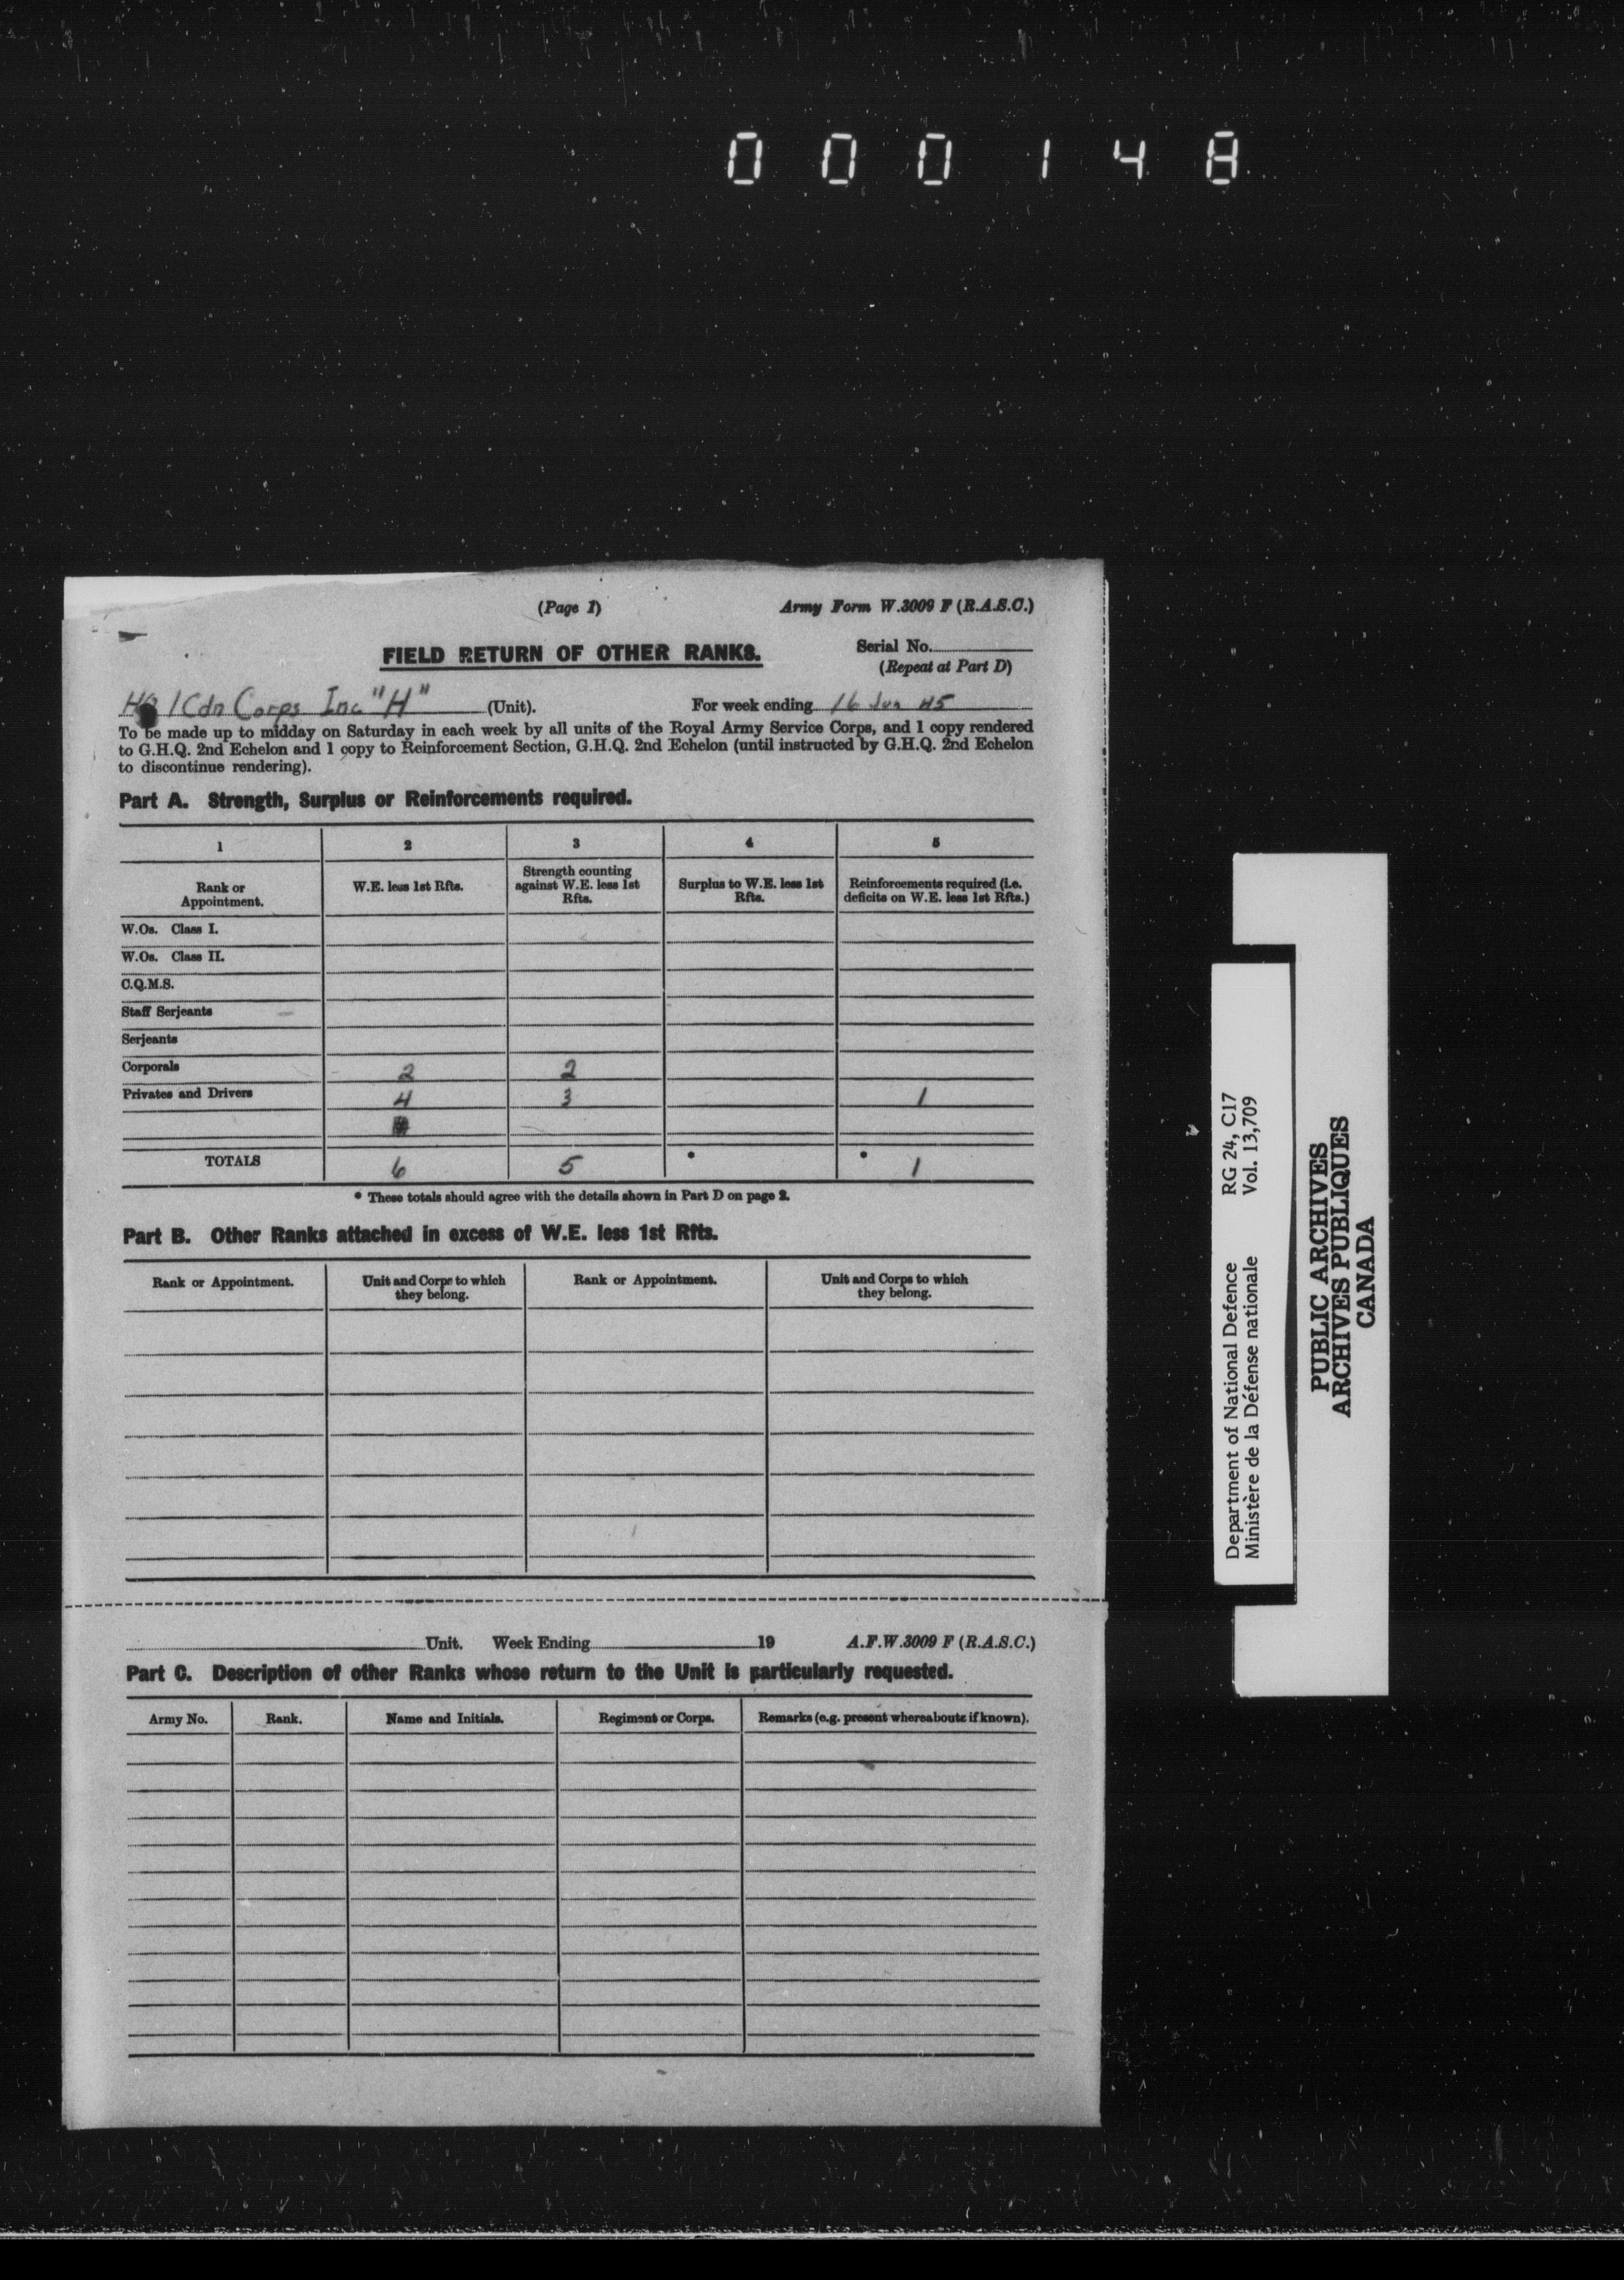 000148
(Page 1) Army Form W.3009 F (R.A.S.C.)
FIELD RETURN OF OTHER RANKS.
Serial No.
(Repeat at Part D)
HQ 1 Cdn Corps Inc "H" (Unit). For week ending 16 Jun 45
To be made up to midday on Saturday in each week by all units of the Royal Army Service Corps, and 1 copy rendered
to G.H.Q. 2nd Echelon and 1 copy to Reinforcement Section, G.H.Q. 2nd Echelon (until instructed by G.H.Q. 2nd Echelon
to discontinue rendering).
Part A. Strength, Surplus or Reinforcements required.
1 2 3 4 5
Rank or
Appointment.
W.E. less 1st Rfts.
Strength counting
against W.E. less 1st
Rfts.
Surplus to W.E. less 1st
Rfts.
Reinforcements required (i.e.
deficits on W.E. less 1st Rfts.)
W.Os. Class I.
W.Os. Class II.
C.Q.M.S.
Staff Serjeants
Serjeants
Corporals 2 2
Privates and Drivers 4 3 1
TOTALS 6 5 * * 1
* These totals should agree with the details shown in Part D on page 2.
Part B. Other Ranks attached in excess of W.E. less 1st Rfts.
Rank or Appointment.
Unit and Corps to which
they belong.
Rank or Appointment.
Unit and Corps to which
they belong.
Unit. Week Ending 19 A.F.W.3009 F (R.A.S.C.)
Part C. Description of other Ranks whose return to the Unit is particularly requested.
Army No. Rank. Name and Initials. Regiment or Corps. Remarks (e.g. present whereabouts if known).
Department of National Defence RG 24, C17
Ministère de la Défense nationale Vol. 13,709
PUBLIC ARCHIVES
ARCHIVES PUBLIQUES
CANADA